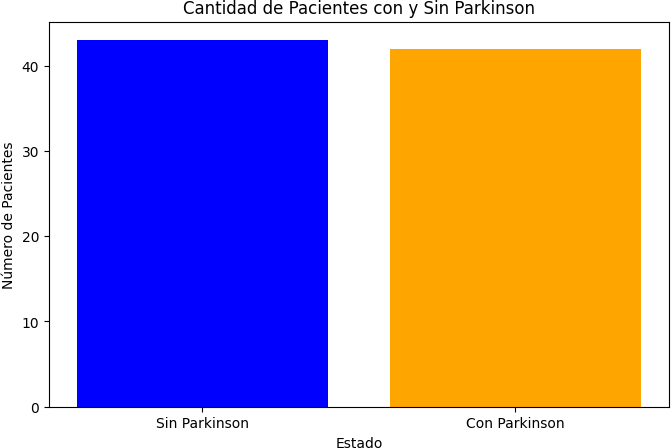 Cantidad de Pacientes con y Sin Parkinson
Número de Pacientes
40
30
20
10
0
Sin Parkinson
Con Parkinson
Estado